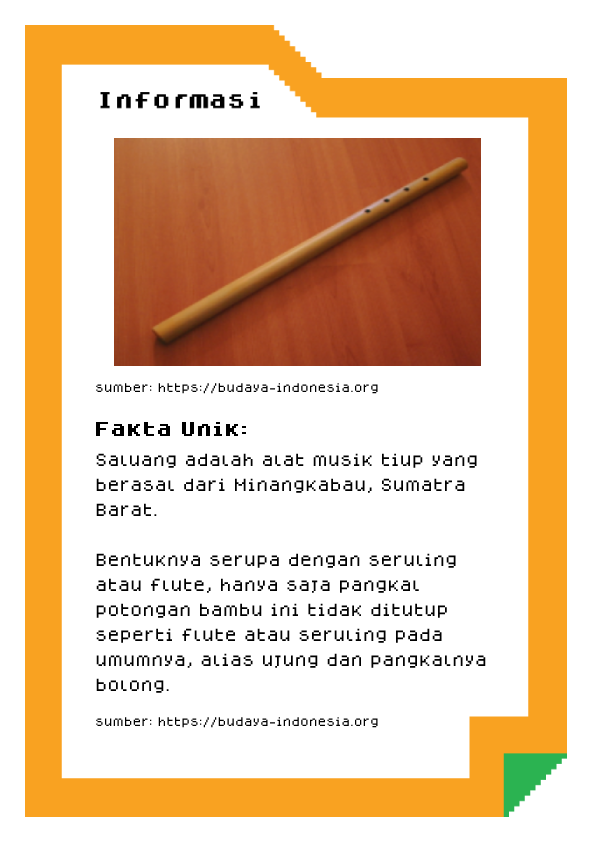 Informasi
sumber: https://budaya-indonesia.org
Fakta Unik:
Saluang adalah alat musik tiup yang
berasal dari Minangkabau, Sumatra
Barat.
Bentuknya serupa dengan seruling
atau flute, hanya saja pangkal
potongan bambu ini tidak ditutup
seperti flute atau seruling pada
umumnya, alias ujung dan pangkalnya
bolong.
sumber: https://budaya-indonesia.org